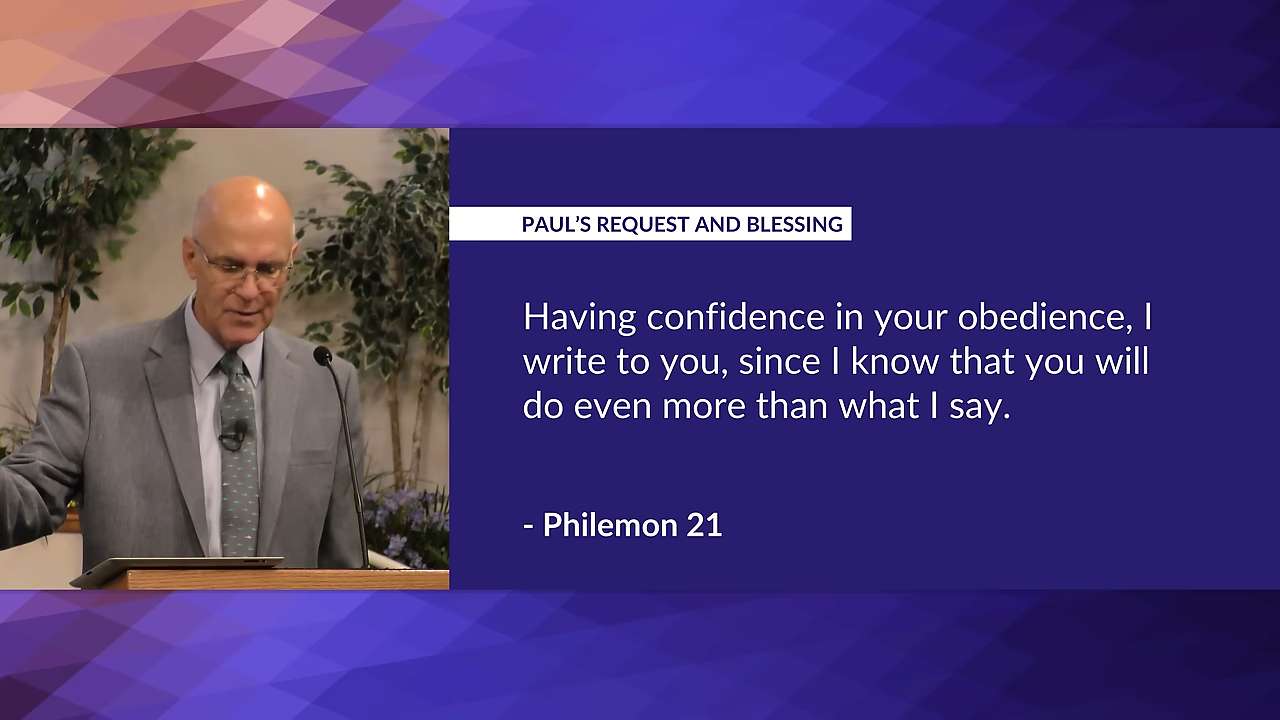 PAUL’S REQUEST AND BLESSING
Having confidence in your obedience, I
write to you, since I know that you will
do even more than what I say.
- Philemon 21